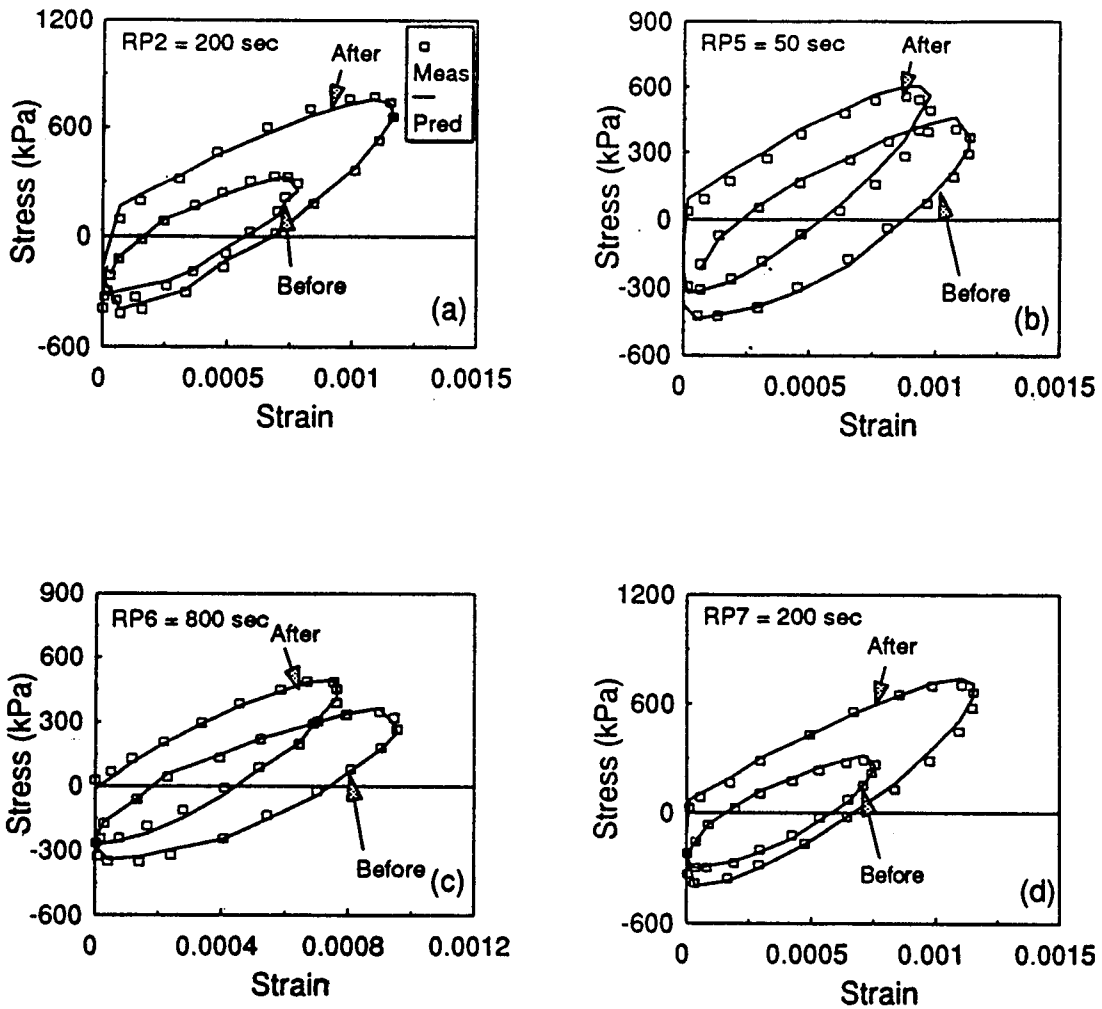 RP2 = 200 sec
After
Meas
Pred
Before
(a)
1200
600
0
-600
0
0.0005
0.001
0.0015
Stress (kPa)
Strain
RP5 = 50 sec
After
Before
(b)
900
600
300
0
-300
-600
0
0.0005
0.001
0.0015
Stress (kPa)
Strain
RP6 = 800 sec
After
Before
(c)
900
600
300
0
-300
-600
0
0.0004
0.0008
0.0012
Stress (kPa)
Strain
RP7 = 200 sec
After
Before
(d)
1200
600
0
-600
0
0.0005
0.001
0.0015
Stress (kPa)
Strain